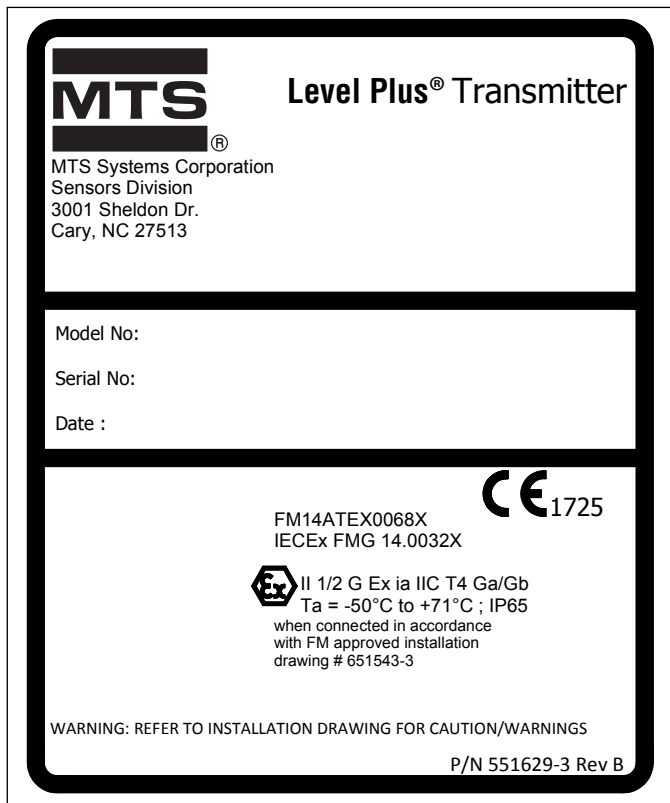 MTS
®
Level Plus® Transmitter
MTS Systems Corporation
Sensors Division
3001 Sheldon Dr.
Cary, NC 27513
Model No:
Serial No:
Date :
CE 1725
FM14ATEX0068X
IECEx FMG 14.0032X
Ex II 1/2 G Ex ia IIC T4 Ga/Gb
Ta = -50°C to +71°C ; IP65
when connected in accordance
with FM approved installation
drawing # 651543-3
WARNING: REFER TO INSTALLATION DRAWING FOR CAUTION/WARNINGS
P/N 551629-3 Rev B